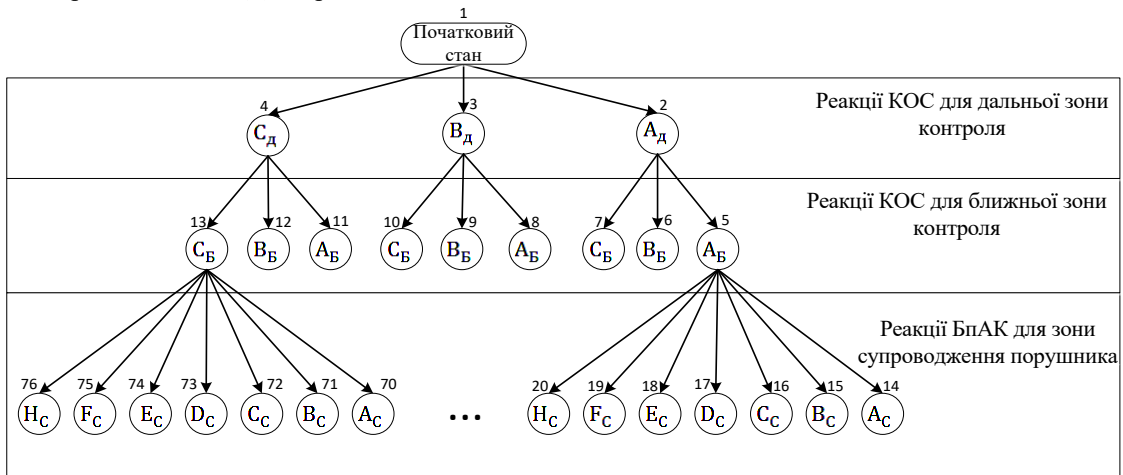 1
Початковий
стан
Реакції КОС для дальньої зони
контроля
4 3 2
Сд Вд Ад
Реакції КОС для ближньої зони
контроля
13 12 11 10 9 8 7 6 5
СБ ВБ АБ СБ ВБ АБ СБ ВБ АБ
Реакції БпАК для зони
супроводження порушника
76 75 74 73 72 71 70 20 19 18 17 16 15 14
HC FC EC DC CC BC AC ... HC FC EC DC CC BC AC